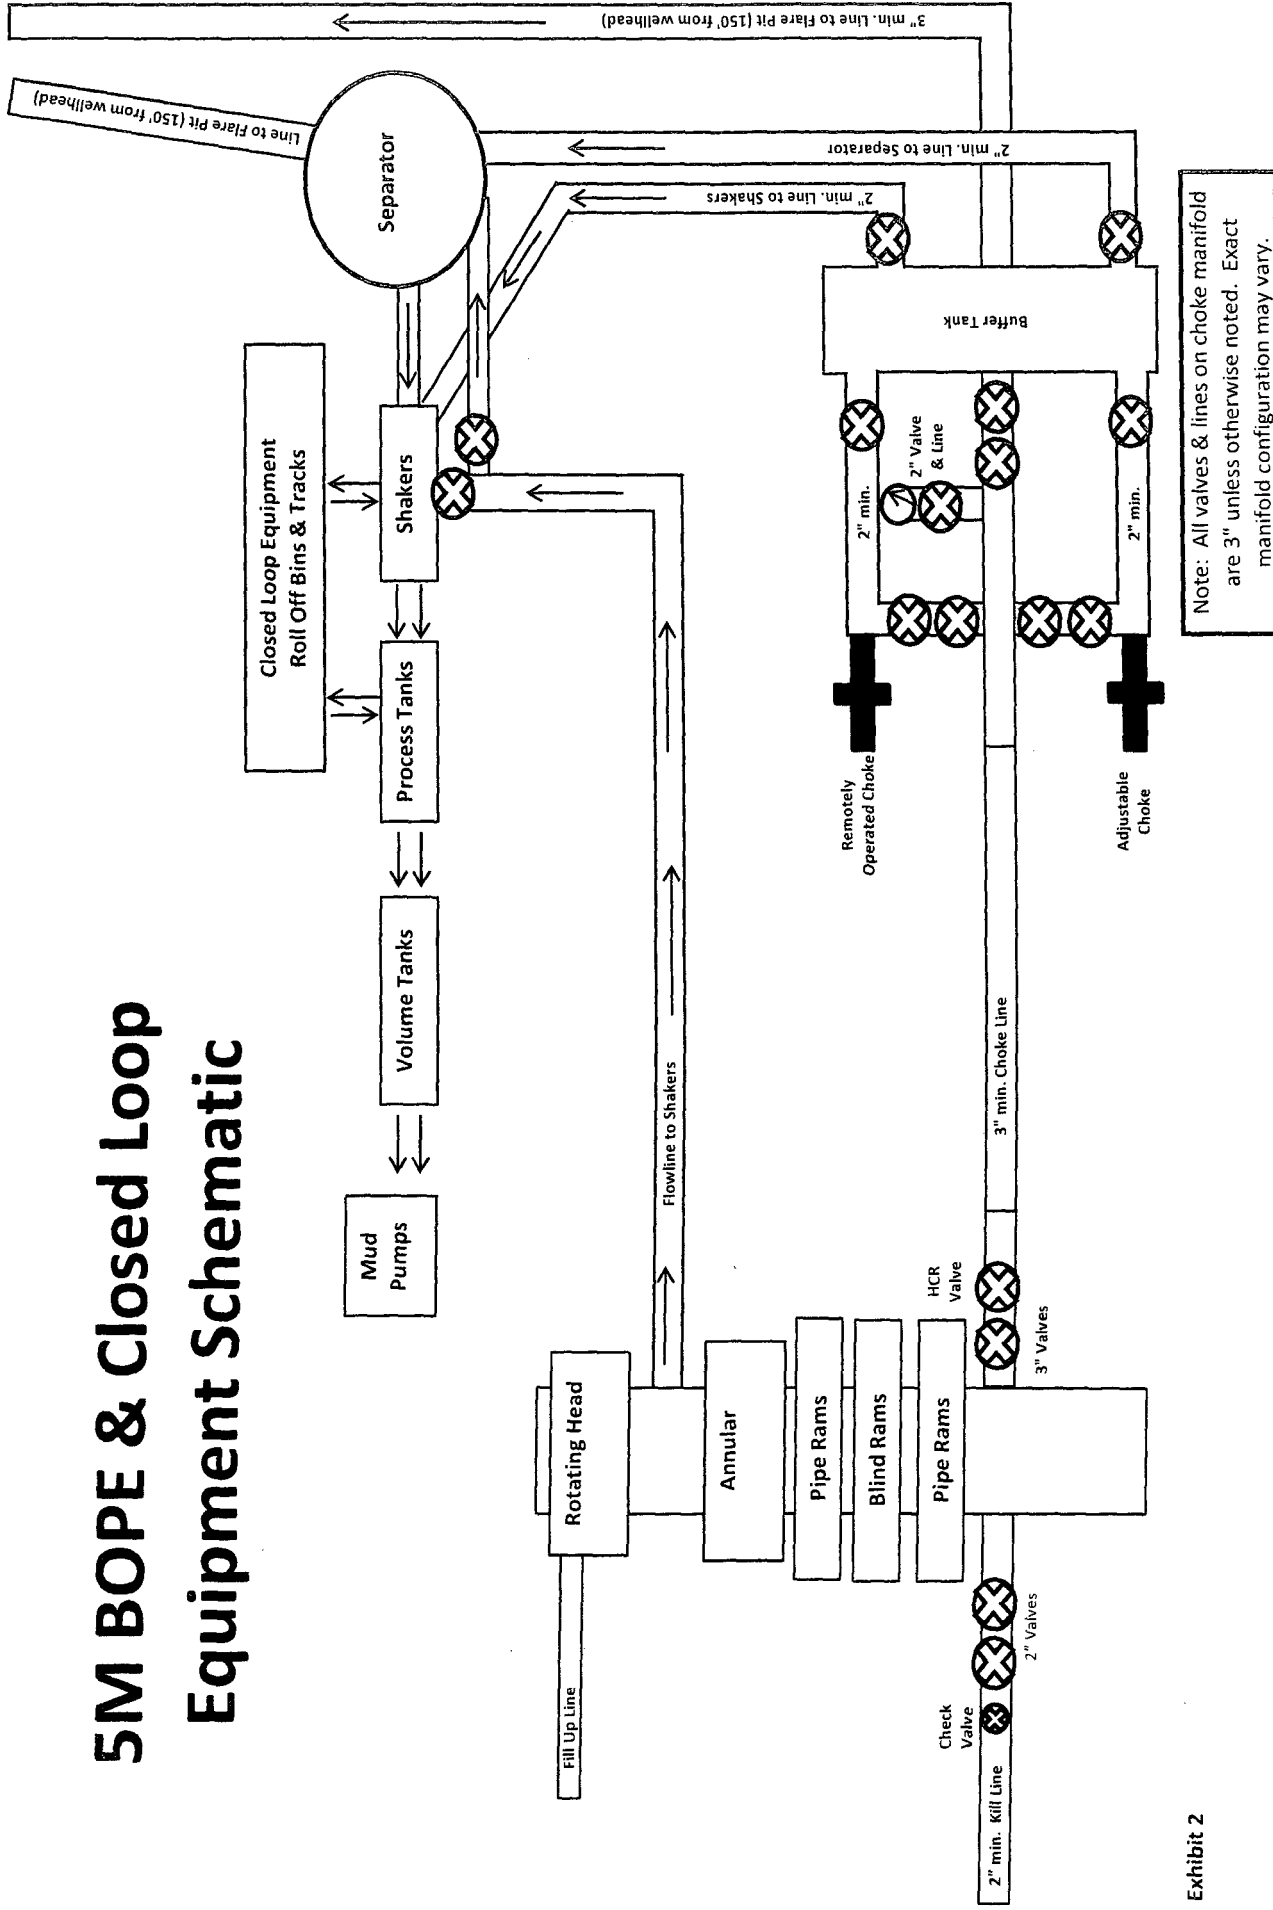 5M BOPE & Closed Loop
Equipment Schematic
Closed Loop Equipment
Roll Off Bins & Tracks
Line to Flare Pit (150' from wellhead)
3" min. Line to Flare Pit (150' from wellhead)
Mud
Pumps
Volume Tanks
Process Tanks
Shakers
Separator
Fill Up Line
Rotating Head
Flowline to Shakers
2" min. Line to Shakers
2" min. Line to Separator
Annular
Pipe Rams
Blind Rams
Pipe Rams
Remotely
Operated Choke
2" min.
2" Valve
& Line
Buffer Tank
Check
Valve
HCR
Valve
2" min. Kill Line
2" Valves
3" Valves
3" min. Choke Line
Adjustable
Choke
2" min.
Note: All valves & lines on choke manifold
are 3" unless otherwise noted. Exact
manifold configuration may vary.
Exhibit 2